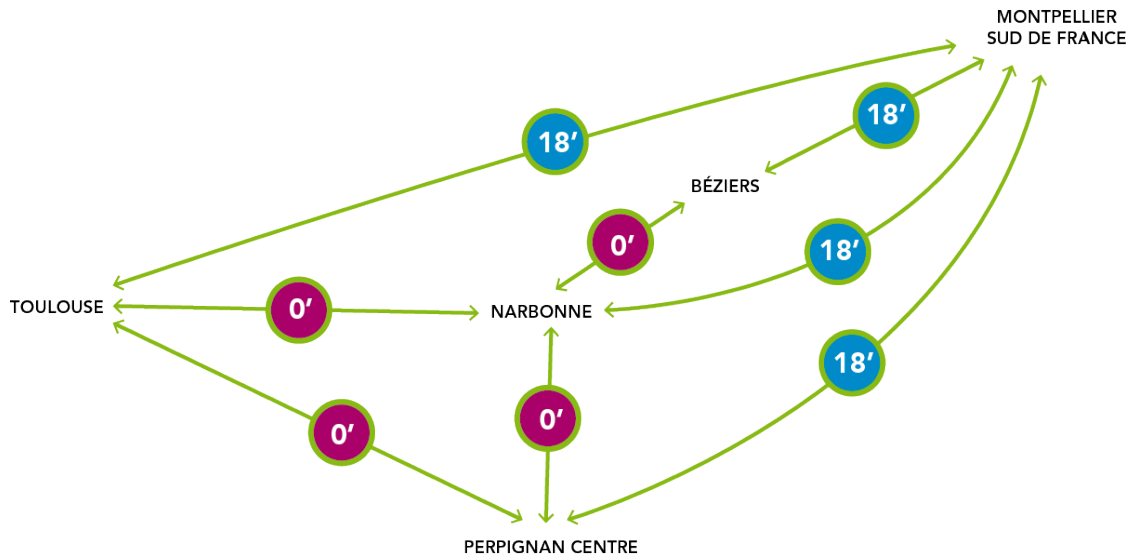 MONTPELLIER
SUD DE FRANCE
18’
18’
BÉZIERS
0’
18’
TOULOUSE
0’
NARBONNE
18’
0’
0’
PERPIGNAN CENTRE